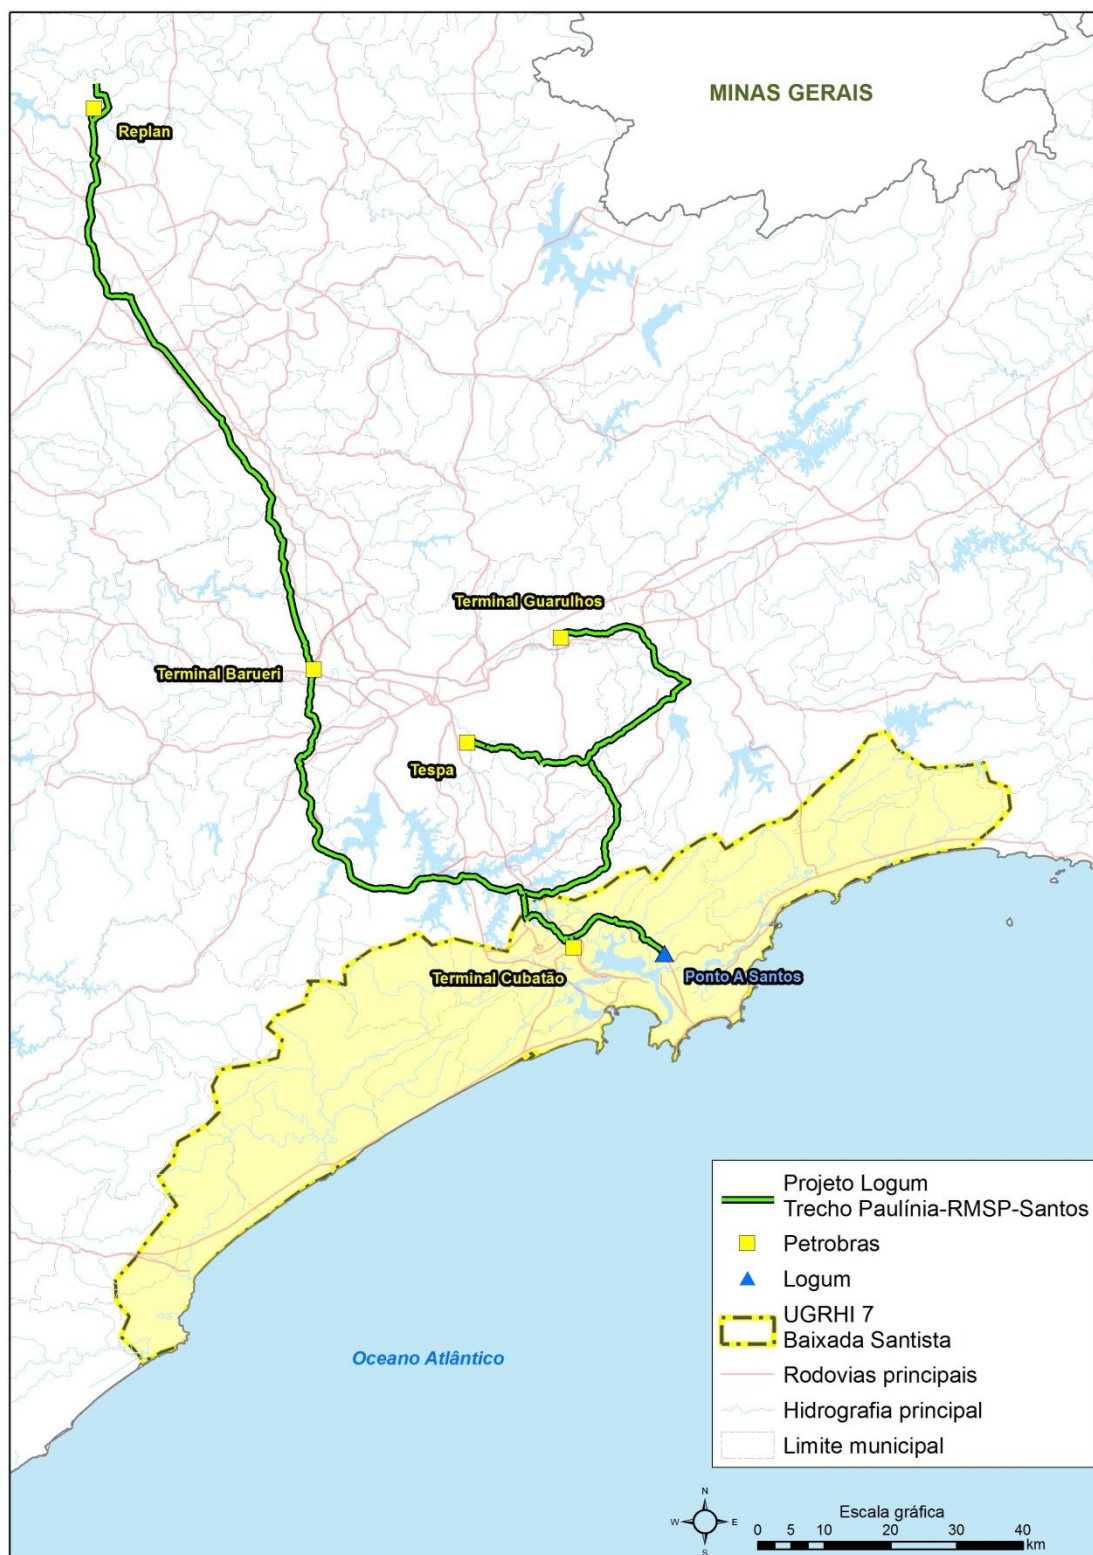 MINAS GERAIS
Replan
Terminal Guarulhos
Terminal Barueri
Tespa
Terminal Cubatão
Ponto A Santos
Projeto Logum
Trecho Paulínia-RMSP-Santos
Petrobras
Logum
UGRHI 7
Baixada Santista
Rodovias principais
Hidrografia principal
Limite municipal
Oceano Atlântico
N
W
E
S
Escala gráfica
0 5 10 20 30 40
km